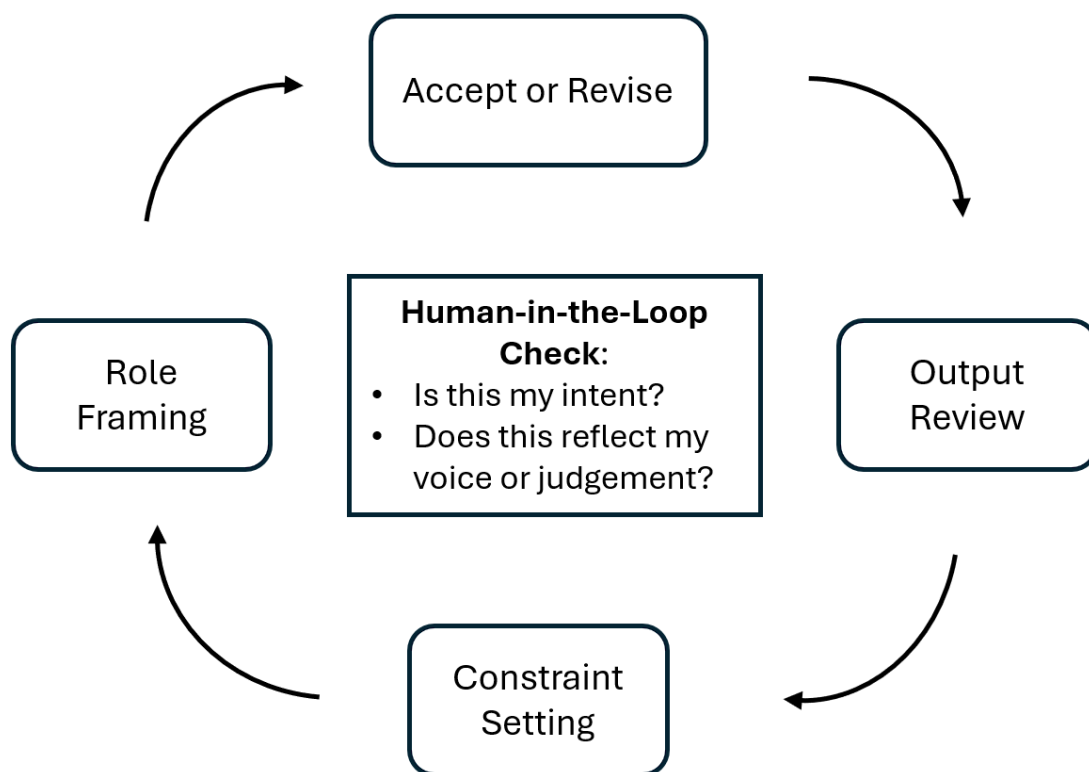 Accept or Revise
Human-in-the-Loop
Check:
• Is this my intent?
• Does this reflect my
voice or judgement?
Role
Framing
Output
Review
Constraint
Setting